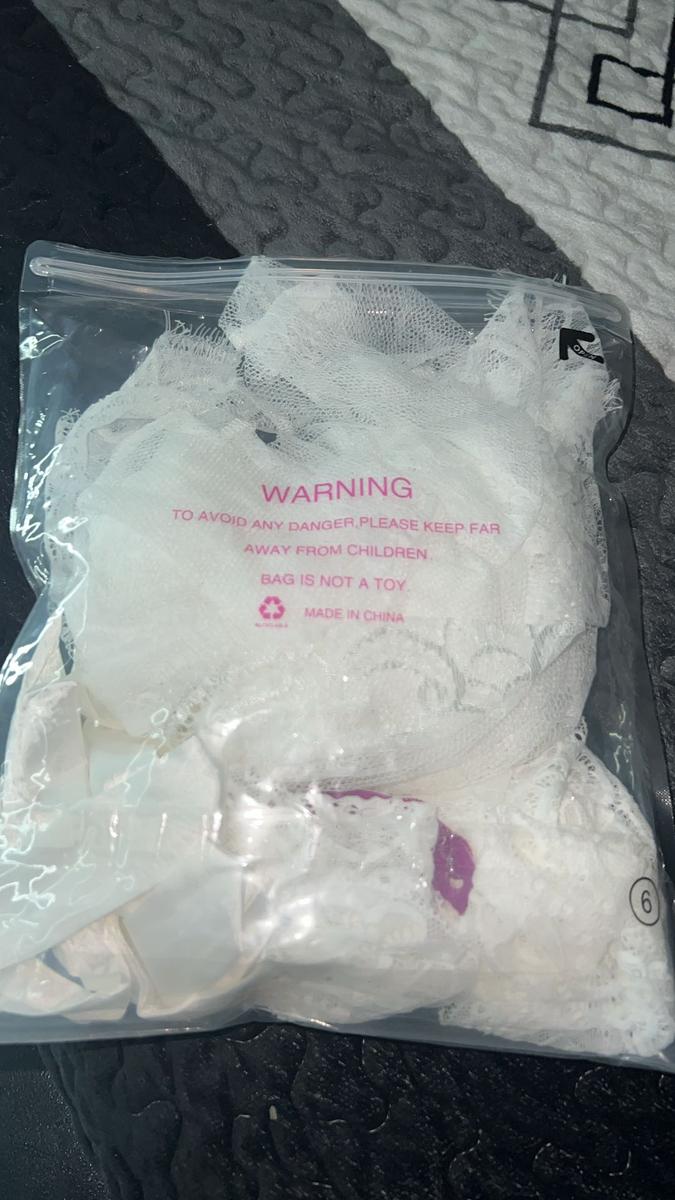 WARNING
TO AVOID ANY DANGER,PLEASE KEEP FAR
AWAY FROM CHILDREN.
BAG IS NOT A TOY.
MADE IN CHINA
6